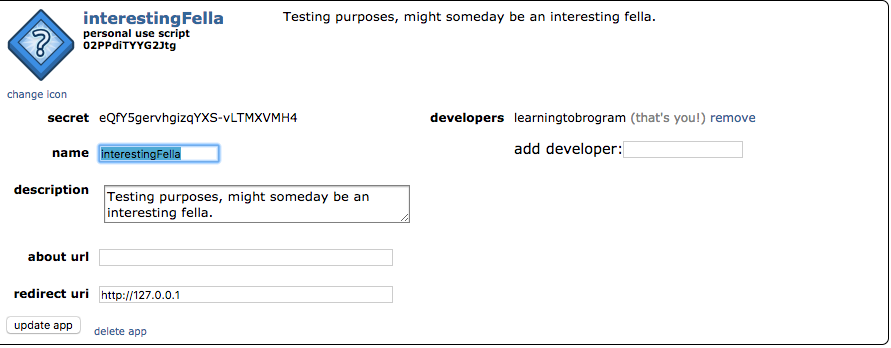 interestingFella
Testing purposes, might someday be an interesting fella.
personal use script
02PPdiTYYG2Jtg
change icon
secret eQfY5gervhgizqYXS-vLTMXVMH4
developers learningtobrogram (that's you!) remove
name interestingFella
add developer:
description Testing purposes, might someday be an
interesting fella.
about url
redirect uri http://127.0.0.1
update app delete app